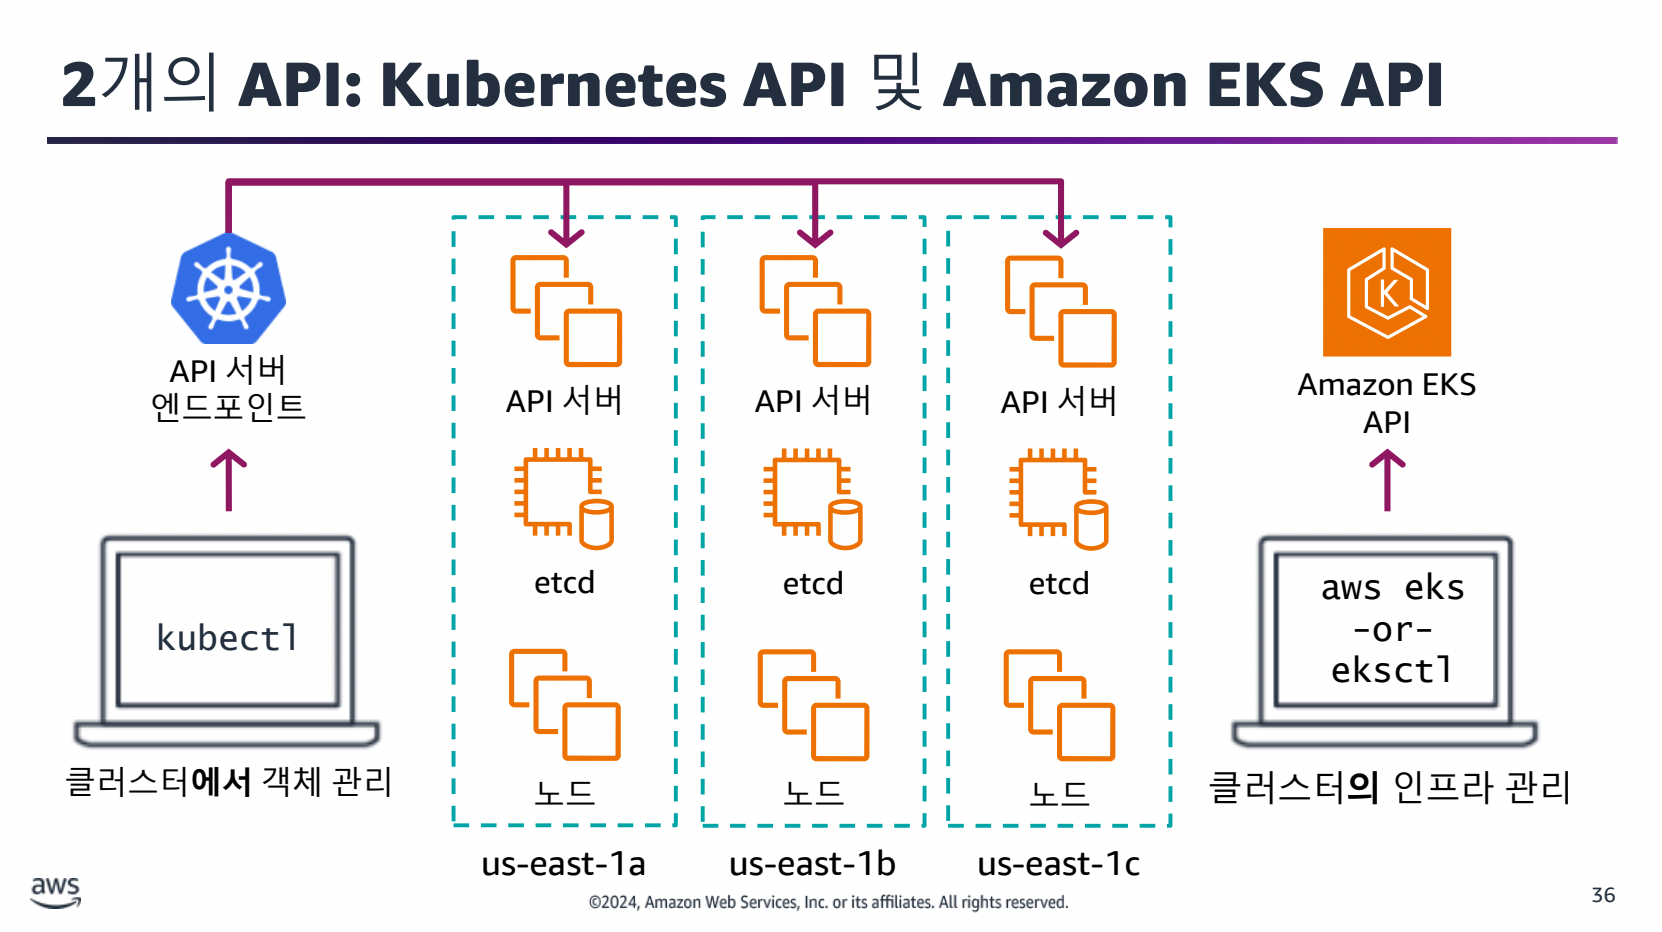 2개의 API: Kubernetes API 및 Amazon EKS API
API 서버
엔드포인트
kubectl
클러스터에서 객체 관리
API 서버
etcd
노드
us-east-1a
API 서버
etcd
노드
us-east-1b
API 서버
etcd
노드
us-east-1c
K
Amazon EKS
API
aws eks
-or-
eksctl
클러스터의 인프라 관리
aws
©2024, Amazon Web Services, Inc. or its affiliates. All rights reserved.
36